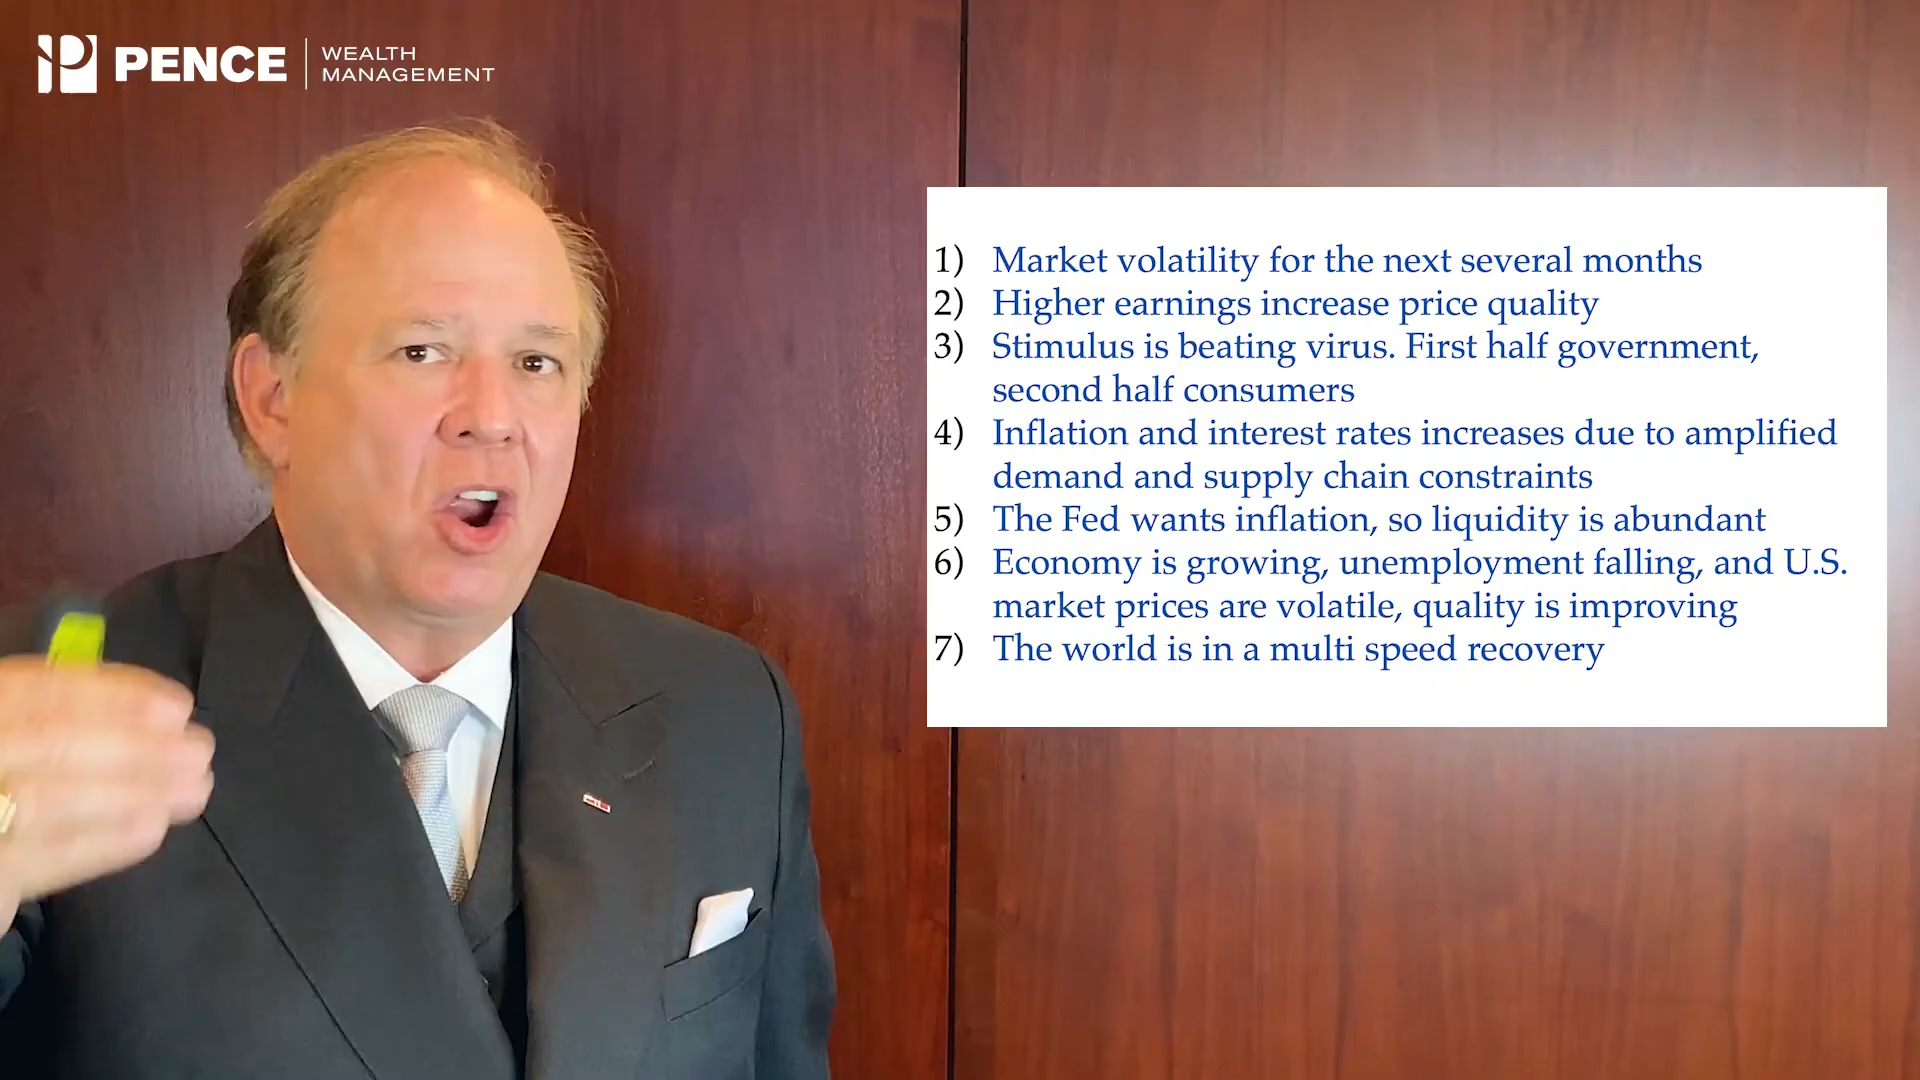 PENCE
WEALTH
MANAGEMENT
1) Market volatility for the next several months
2) Higher earnings increase price quality
3) Stimulus is beating virus. First half government,
second half consumers
4) Inflation and interest rates increases due to amplified
demand and supply chain constraints
5) The Fed wants inflation, so liquidity is abundant
6) Economy is growing, unemployment falling, and U.S.
market prices are volatile, quality is improving
7) The world is in a multi speed recovery